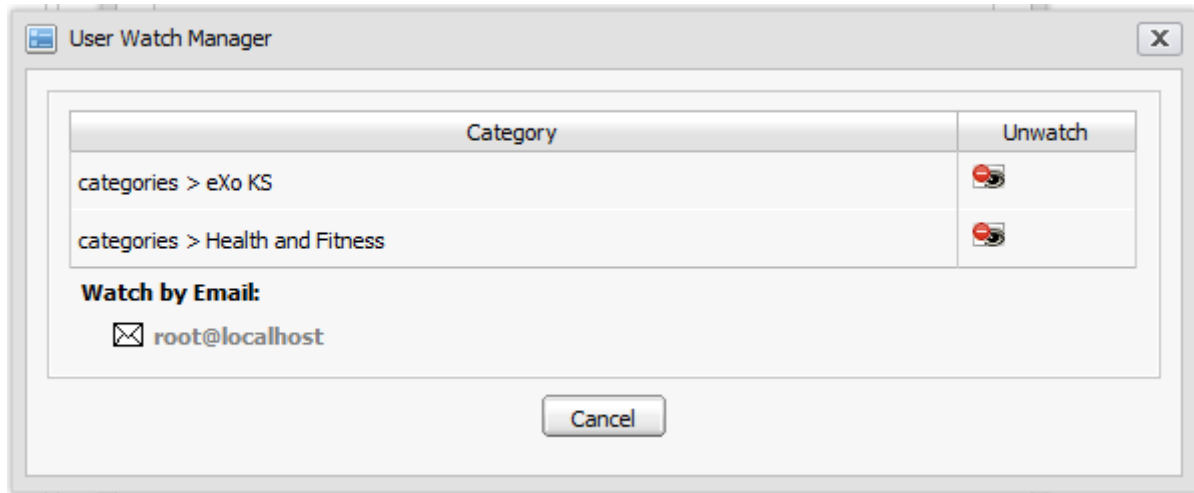 User Watch Manager
X
Category Unwatch
categories > eXo KS
categories > Health and Fitness
Watch by Email:
root@localhost
Cancel